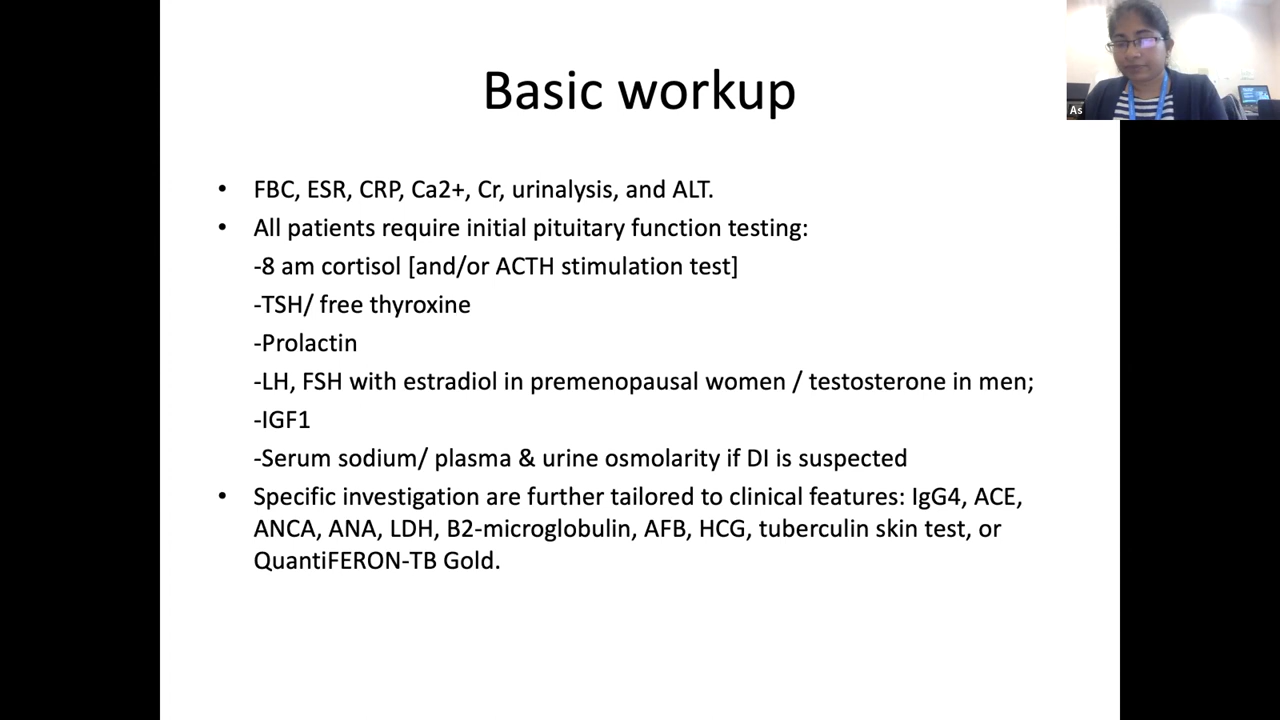 Basic workup
• FBC, ESR, CRP, Ca2+, Cr, urinalysis, and ALT.
• All patients require initial pituitary function testing:
-8 am cortisol [and/or ACTH stimulation test]
-TSH/ free thyroxine
-Prolactin
-LH, FSH with estradiol in premenopausal women / testosterone in men;
-IGF1
-Serum sodium/ plasma & urine osmolarity if DI is suspected
• Specific investigation are further tailored to clinical features: IgG4, ACE,
ANCA, ANA, LDH, B2-microglobulin, AFB, HCG, tuberculin skin test, or
QuantiFERON-TB Gold.
As